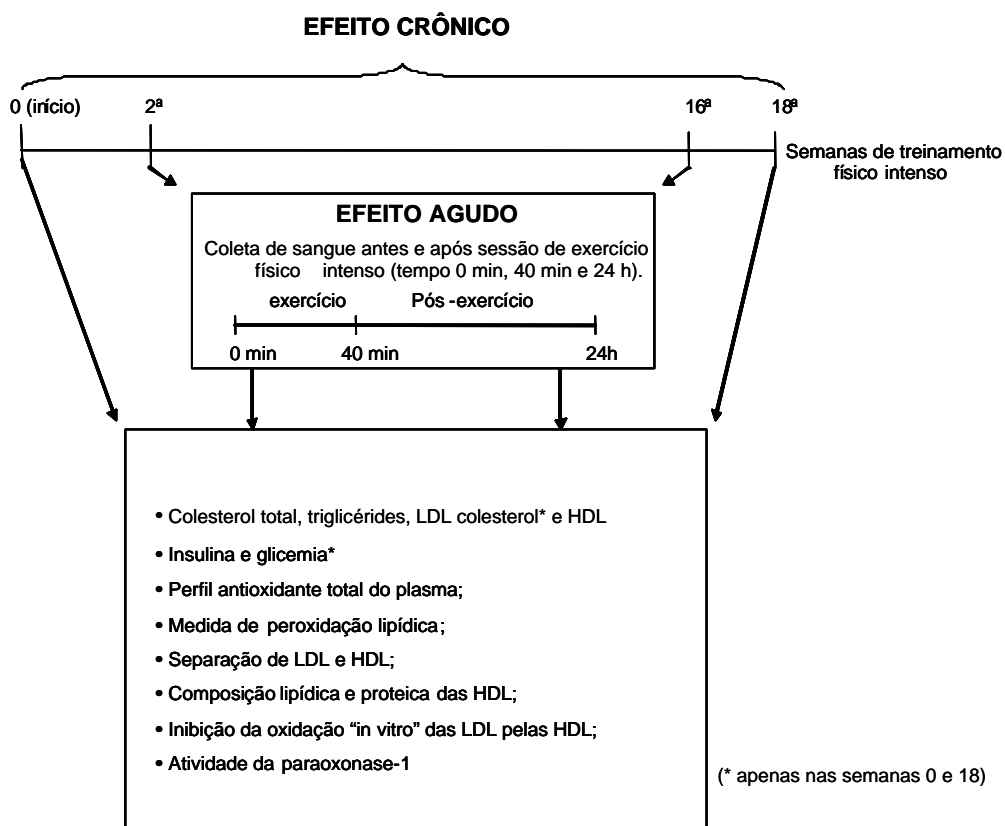 EFEITO CRÔNICO
0 (início)
2ª
16ª
18ª
Semanas de treinamento
físico intenso
EFEITO AGUDO
Coleta de sangue antes e após sessão de exercício
físico intenso (tempo 0 min, 40 min e 24 h).
exercício
Pós -exercício
0 min
40 min
24h
• Colesterol total, triglicérides, LDL colesterol* e HDL
• Insulina e glicemia*
• Perfil antioxidante total do plasma;
• Medida de peroxidação lipídica;
• Separação de LDL e HDL;
• Composição lipídica e proteica das HDL;
• Inibição da oxidação “in vitro” das LDL pelas HDL;
• Atividade da paraoxonase-1
(* apenas nas semanas 0 e 18)